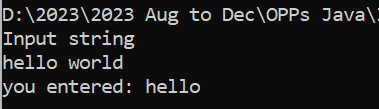 D:\2023\2023 Aug to Dec\OPPs Java\
Input string
hello world
you entered: hello